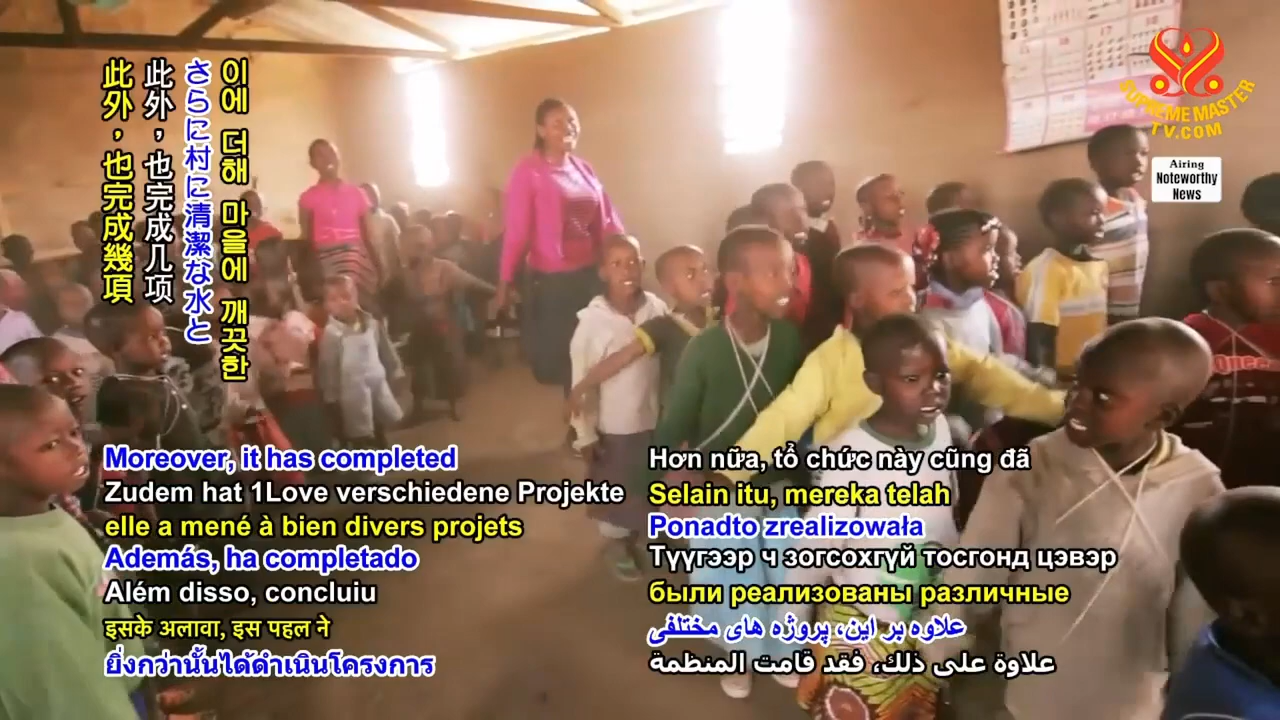 이에 더해 마을에 깨끗한
さらに村に清潔な水と
此外，也完成几项
此外，也完成幾項
SUPREME MASTER
TV.COM
Airing
Noteworthy
News
Moreover, it has completed
Zudem hat 1Love verschiedene Projekte
elle a mené à bien divers projets
Además, ha completado
Além disso, concluiu
इसके अलावा, इस पहल ने
ยิ่งกว่านั้นได้ดำเนินโครงการ
Hơn nữa, tổ chức này cũng đã
Selain itu, mereka telah
Ponadto zrealizowała
Түүгээр ч зогсохгүй тосгонд цэвэр
были реализованы различные
علاوه بر این، پروژه های مختلفی
علاوة على ذلك، فقد قامت المنظمة